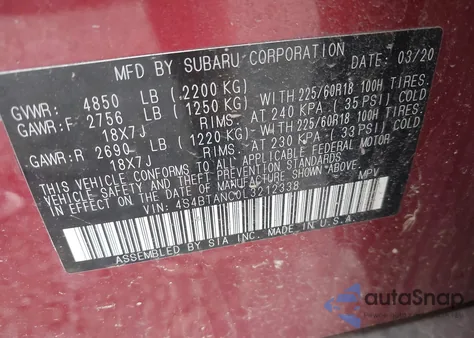 MFD BY SUBARU CORPORATION 03/20
GVWR: 4850 LB (2200 KG)
GAWR:F 2756 LB (1250 KG) WITH 225/60R18 100H TIRES,
18X7J RIMS, AT 240 KPA (35 PSI) COLD
GAWR:R 2690 LB (1220 KG) WITH 225/60R18 100H TIRES,
18X7J RIMS, AT 230 KPA (33 PSI) COLD
THIS VEHICLE CONFORMS TO ALL APPLICABLE FEDERAL MOTOR
VEHICLE SAFETY AND THEFT PREVENTION STANDARDS
IN EFFECT ON THE DATE OF MANUFACTURE SHOWN ABOVE.
VIN: 4S4BTANC0L3212338 MPV
ASSEMBLED BY SIA INC. MADE IN U.S.A.
autoSnap